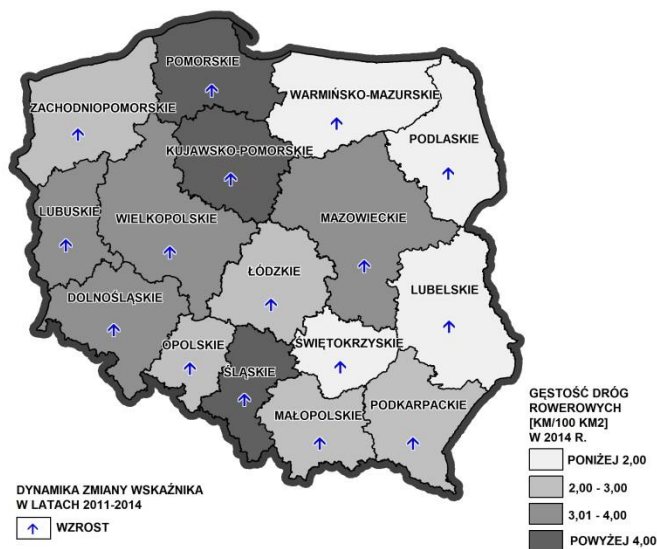 POMORSKIE
WARMIŃSKO-MAZURSKIE
ZACHODNIOPOMORSKIE
PODLASKIE
KUJAWSKO-POMORSKIE
LUBUSKIE
WIELKOPOLSKIE
MAZOWIECKIE
ŁÓDZKIE
LUBELSKIE
DOLNOŚLĄSKIE
OPOLSKIE
ŚWIĘTOKRZYSKIE
ŚLĄSKIE
MAŁOPOLSKIE
PODKARPACKIE
GĘSTOŚĆ DRÓG
ROWEROWYCH
[KM/100 KM2]
W 2014 R.
PONIŻEJ 2,00
2,00 - 3,00
3,01 - 4,00
POWYŻEJ 4,00
DYNAMIKA ZMIANY WSKAŹNIKA
W LATACH 2011-2014
WZROST